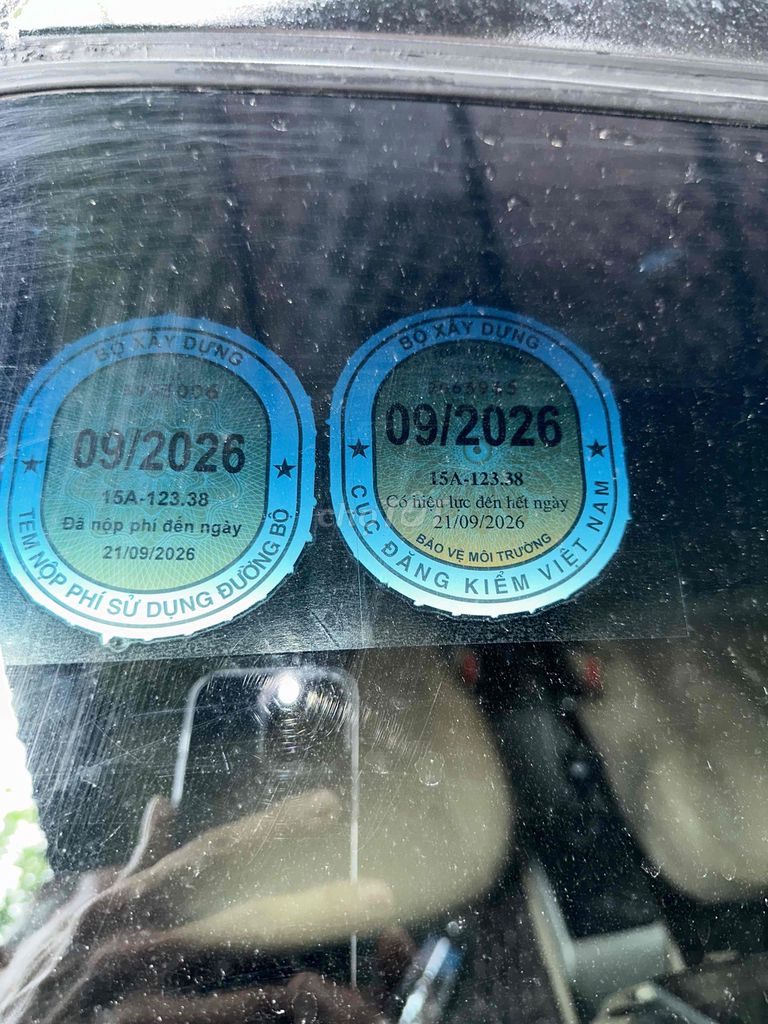 BỘ XÂY DỰNG
09/2026
15A-123.38
Đã nộp phí đến ngày
21/09/2026
TEM NỘP PHÍ SỬ DỤNG ĐƯỜNG BỘ
BỘ XÂY DỰNG
09/2026
15A-123.38
Có hiệu lực đến hết ngày
21/09/2026
BẢO VỆ MÔI TRƯỜNG
CỤC ĐĂNG KIỂM VIỆT NAM